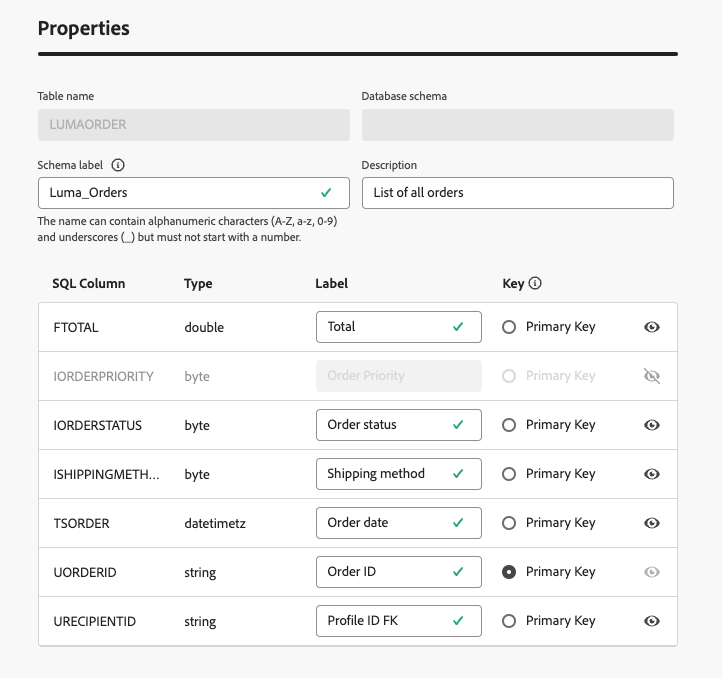 Properties
Table name
Database schema
LUMAORDER
Schema label
Description
Luma_Orders
List of all orders
The name can contain alphanumeric characters (A-Z, a-z, 0-9)
and underscores (_) but must not start with a number.
SQL Column Type Label Key
FTOTAL double Total Primary Key
IORDERPRIORITY byte Order Priority Primary Key
IORDERSTATUS byte Order status Primary Key
ISHIPPINGMETH... byte Shipping method Primary Key
TSORDER datetimetz Order date Primary Key
UORDERID string Order ID Primary Key
URECIPIENTID string Profile ID FK Primary Key